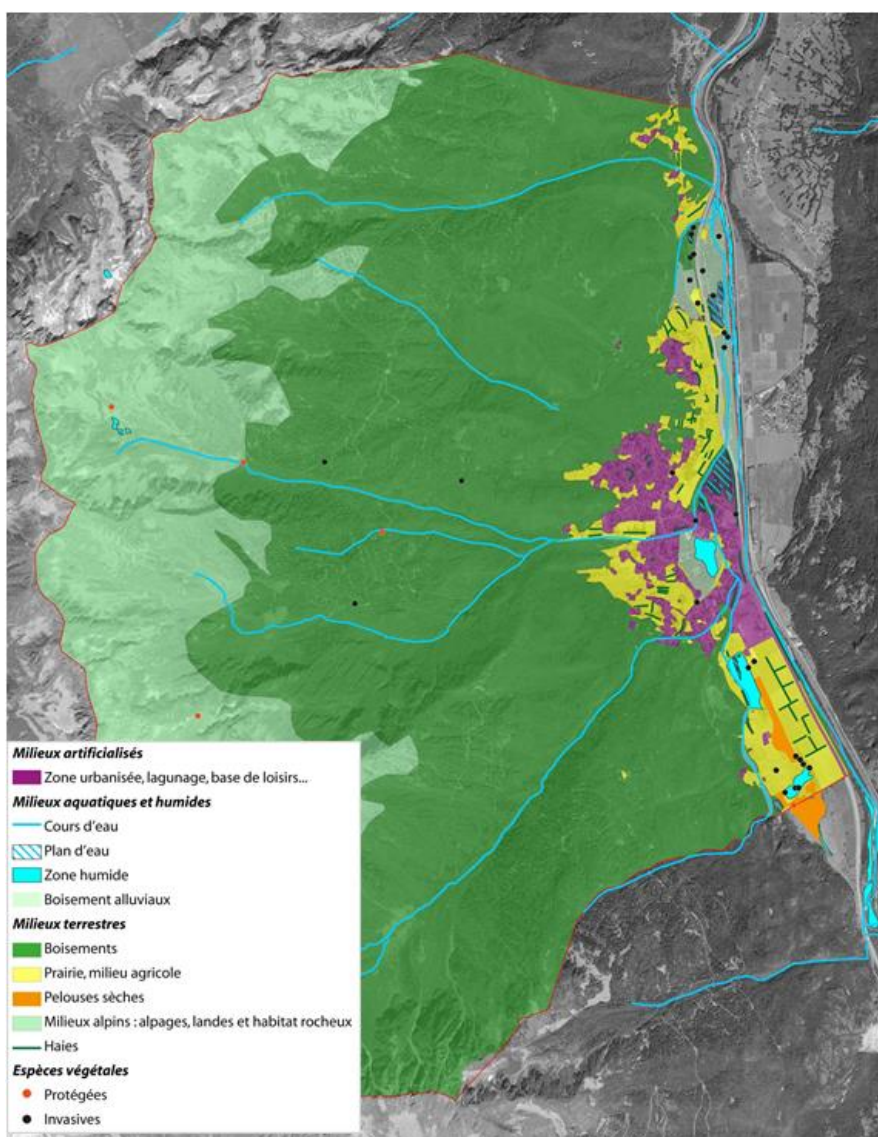 Milieux artificialisés
Zone urbanisée, lagunage, base de loisirs...
Milieux aquatiques et humides
Cours d'eau
Plan d'eau
Zone humide
Boisement alluviaux
Milieux terrestres
Boisements
Prairie, milieu agricole
Pelouses sèches
Milieux alpins : alpages, landes et habitat rocheux
Haies
Espèces végétales
Protégées
Invasives